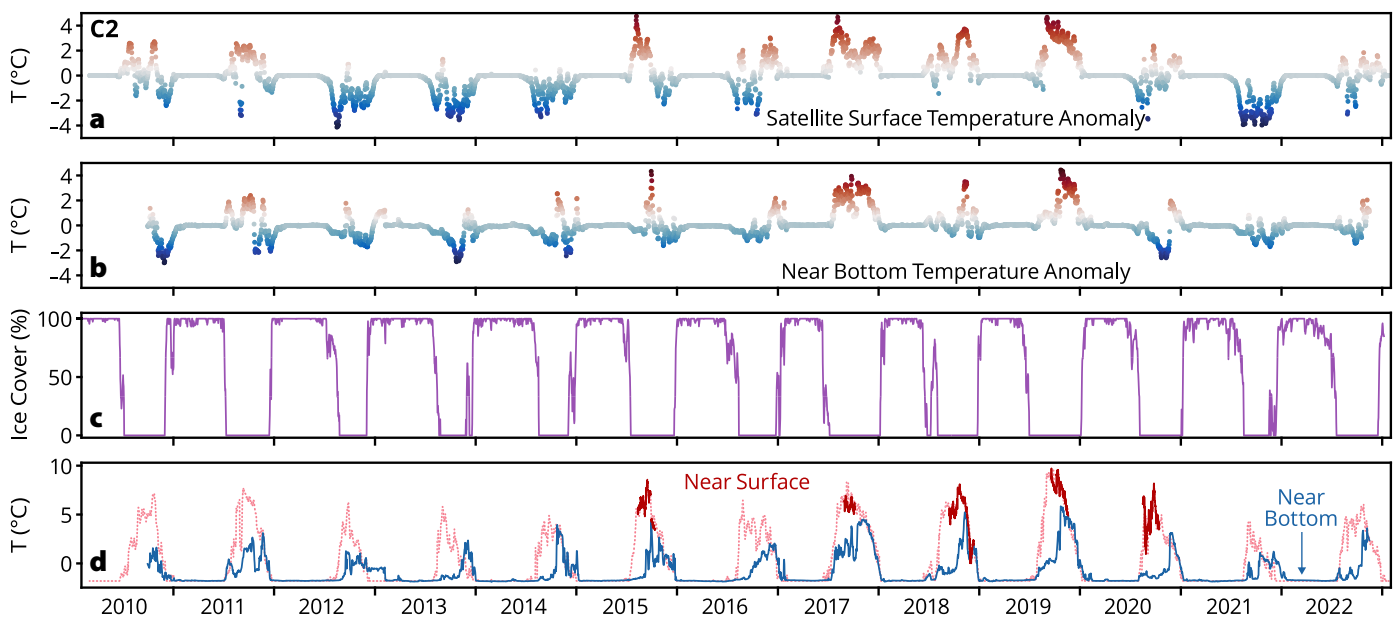 C2
T (°C)
4
2
0
−2
−4
a
Satellite Surface Temperature Anomaly
T (°C)
4
2
0
−2
−4
b
Near Bottom Temperature Anomaly
Ice Cover (%)
100
50
0
c
T (°C)
10
5
0
d
Near Surface
Near
Bottom
2010 2011 2012 2013 2014 2015 2016 2017 2018 2019 2020 2021 2022